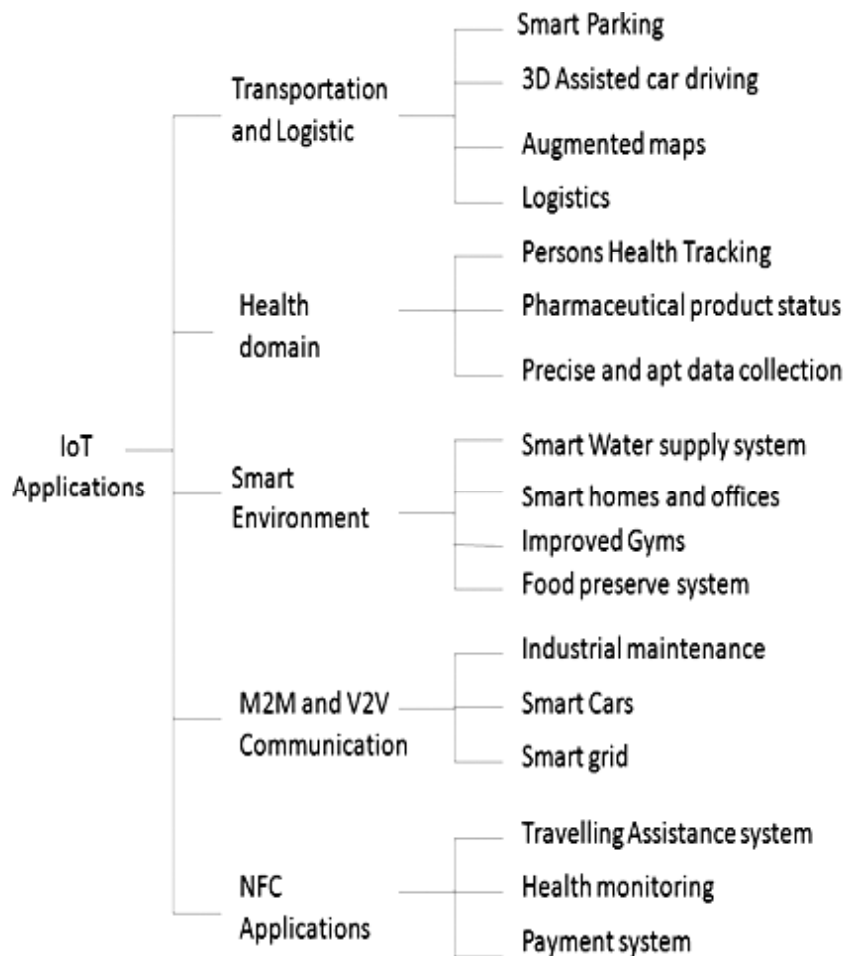 Smart Parking
Transportation
and Logistic
3D Assisted car driving
Augmented maps
Logistics
Persons Health Tracking
Health
domain
Pharmaceutical product status
Precise and apt data collection
IoT
Applications
Smart
Environment
Smart Water supply system
Smart homes and offices
Improved Gyms
Food preserve system
Industrial maintenance
M2M and V2V
Communication
Smart Cars
Smart grid
Travelling Assistance system
NFC
Applications
Health monitoring
Payment system